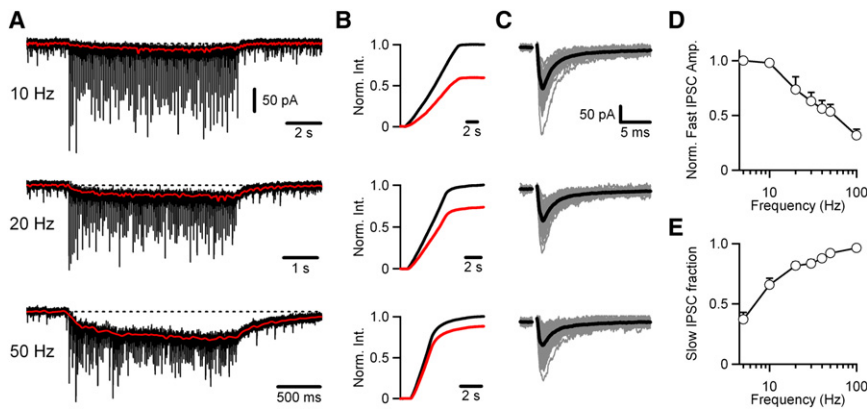 A
10 Hz
50 pA
2 s
20 Hz
1 s
50 Hz
500 ms
B
Norm. Int.
1.0
0.5
0
2 s
Norm. Int.
1.0
0.5
0
2 s
Norm. Int.
1.0
0.5
0
2 s
C
50 pA
5 ms
D
Norm. Fast IPSC Amp.
1.0
0.5
0.0
10
100
Frequency (Hz)
E
Slow IPSC fraction
1.0
0.5
0.0
10
100
Frequency (Hz)